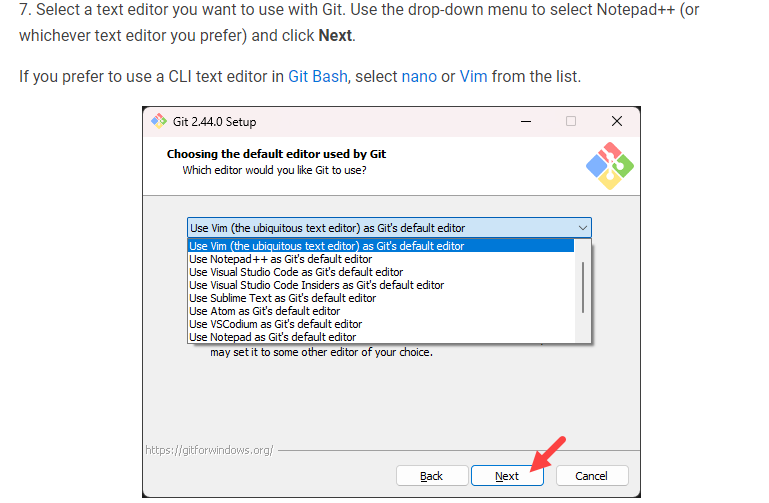 7. Select a text editor you want to use with Git. Use the drop-down menu to select Notepad++ (or
whichever text editor you prefer) and click Next.
If you prefer to use a CLI text editor in Git Bash, select nano or Vim from the list.
Git 2.44.0 Setup
Choosing the default editor used by Git
Which editor would you like Git to use?
Use Vim (the ubiquitous text editor) as Git's default editor
Use Vim (the ubiquitous text editor) as Git's default editor
Use Notepad++ as Git's default editor
Use Visual Studio Code as Git's default editor
Use Visual Studio Code Insiders as Git's default editor
Use Sublime Text as Git's default editor
Use Atom as Git's default editor
Use VSCodium as Git's default editor
Use Notepad as Git's default editor
may set it to some other editor of your choice.
https://gitforwindows.org/
Back Next Cancel